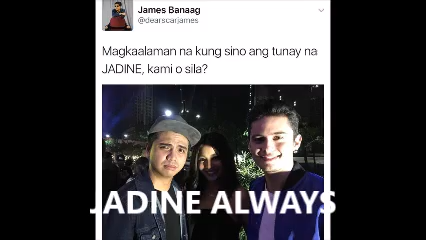 James Banaag
@dearscarjames
Magkaalaman na kung sino ang tunay na
JADINE, kami o sila?
JADINE ALWAYS